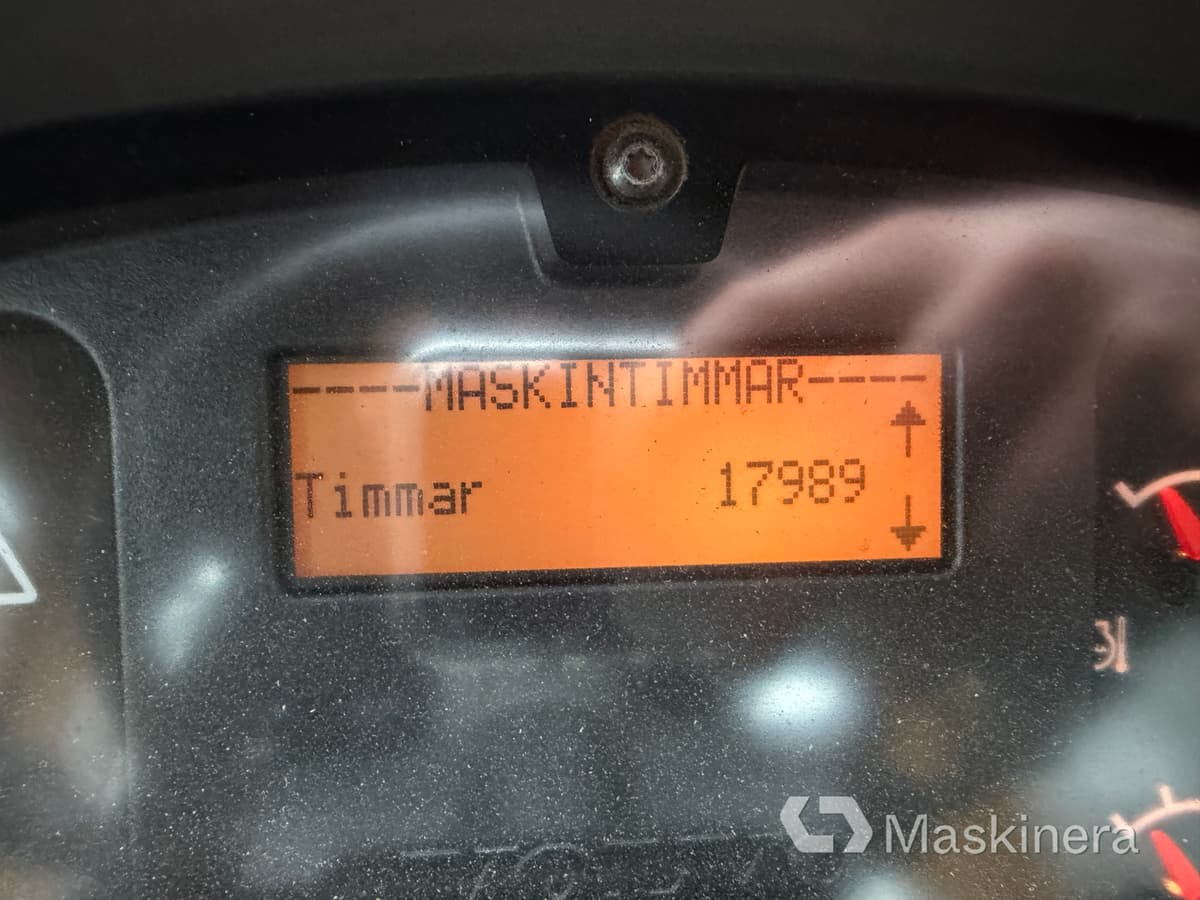 ----MASKINTIMMAR----
Timmar 17989
Maskinera